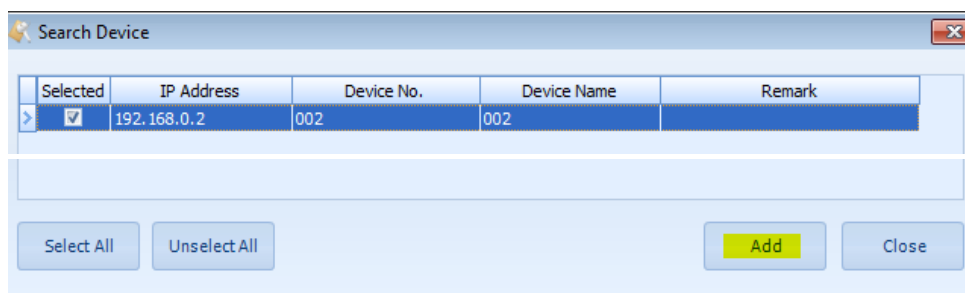 Search Device
Selected IP Address Device No. Device Name Remark
192.168.0.2 002 002
Select All Unselect All Add Close